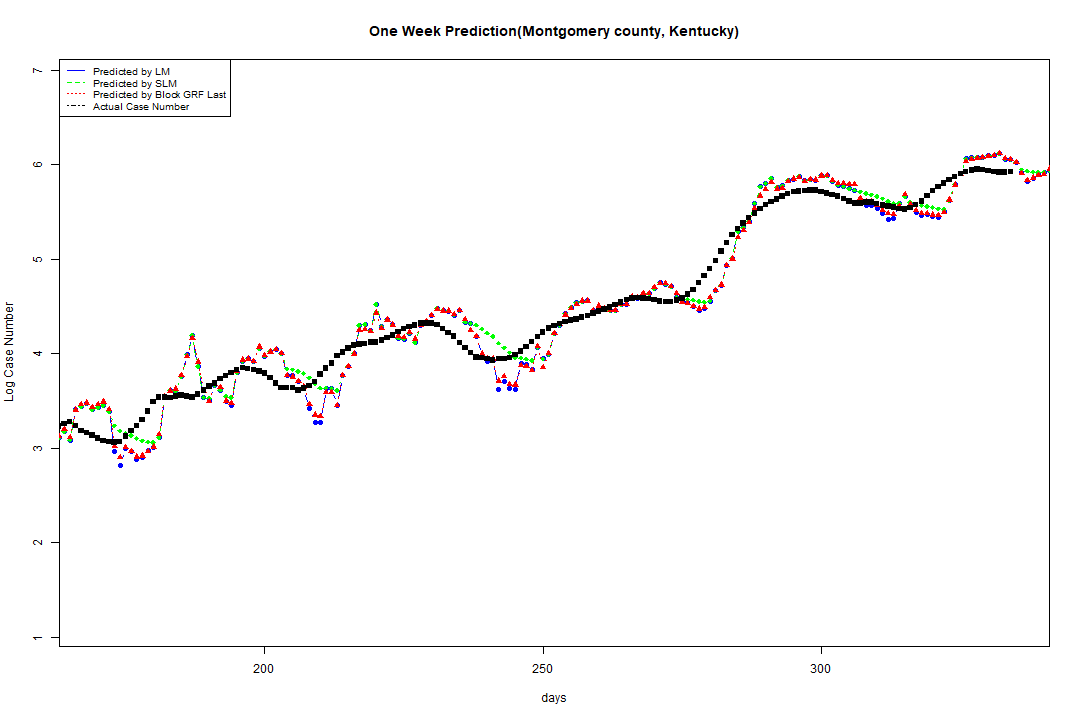 One Week Prediction(Montgomery county, Kentucky)
Predicted by LM
Predicted by SLM
Predicted by Block GRF Last
Actual Case Number
7
6
5
4
3
2
1
Log Case Number
200
250
300
days